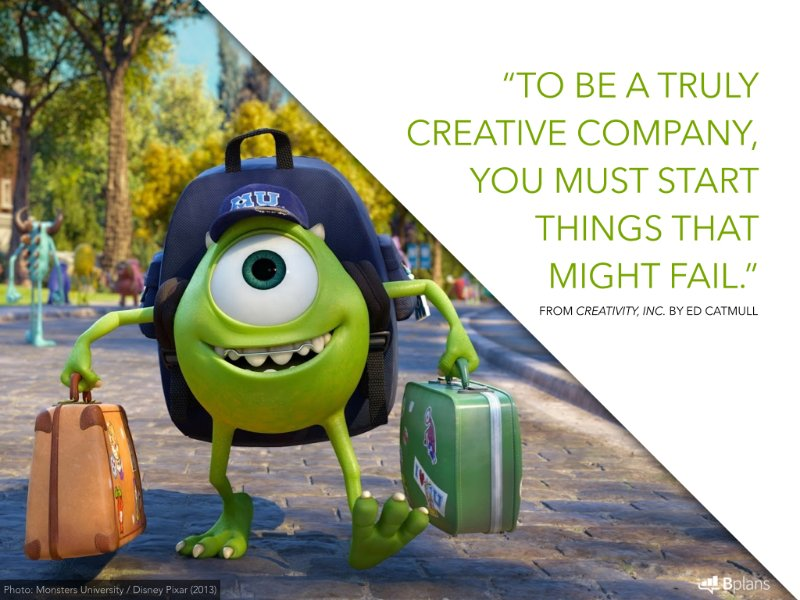 “TO BE A TRULY
CREATIVE COMPANY,
YOU MUST START
THINGS THAT
MIGHT FAIL.”
FROM CREATIVITY, INC. BY ED CATMULL
MU
Photo: Monsters University / Disney Pixar (2013)
Bplans